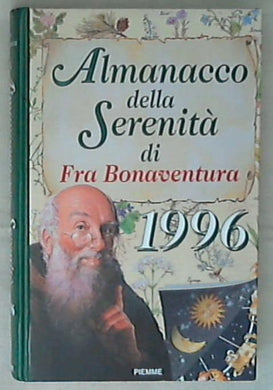 Almanacco
della
Serenità
di
Fra Bonaventura
1996
PIEMME